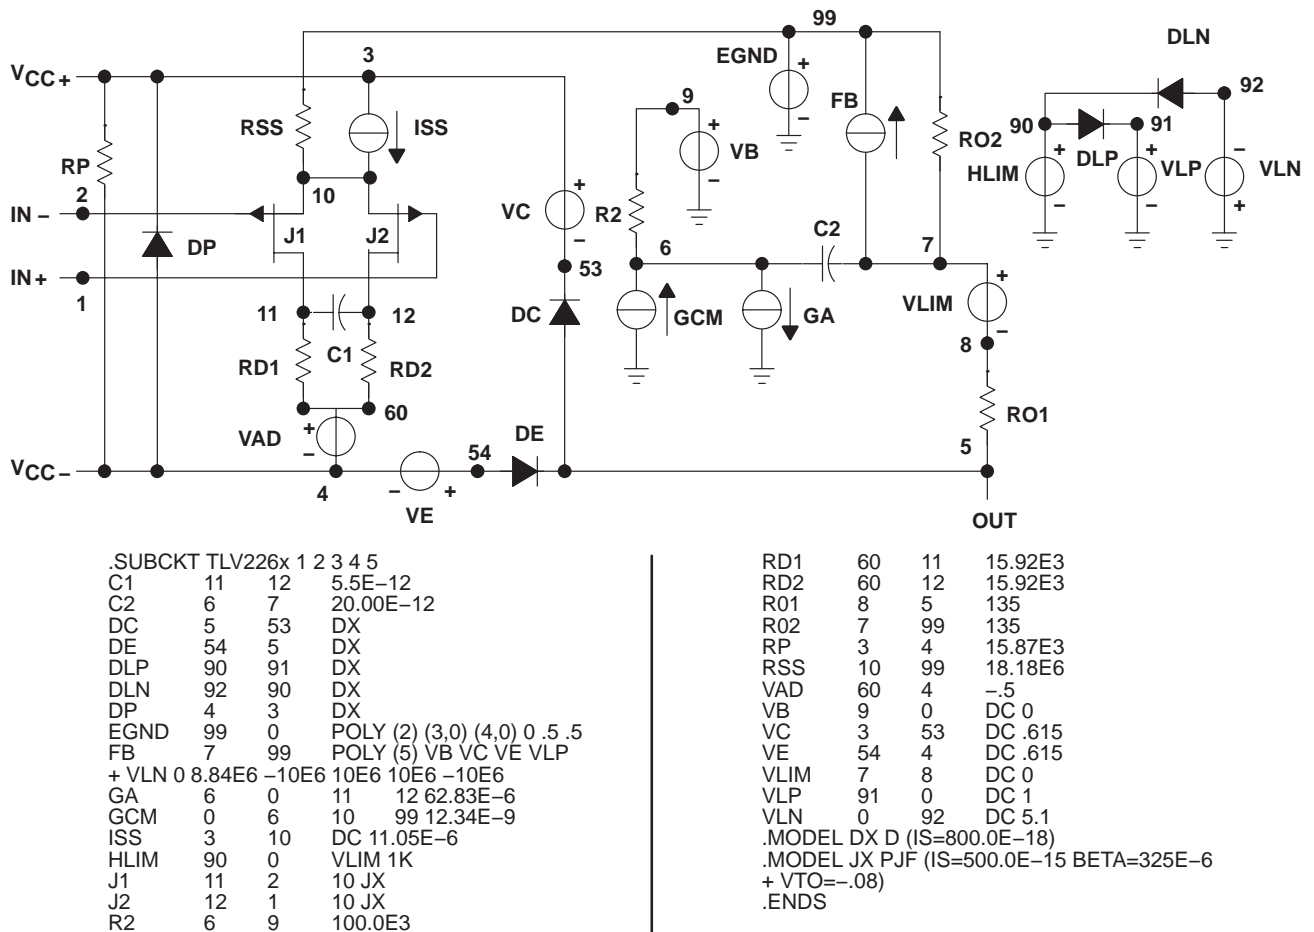 99
3
DLN
VCC+
EGND
+
92
9
FB
+
RSS
ISS
–
90
91
RP
VB
RO2
DLP
+
–
10
–
HLIM
+
VLP
VLN
2
+
–
–
+
IN –
VC
R2
J1
J2
–
C2
DP
6
7
IN+
53
1
+
VLIM
11
12
DC
GCM
GA
–
C1
8
RD1
RD2
60
RO1
+
VAD
–
DE
5
54
VCC –
4
–
+
VE
OUT
.SUBCKT TLV226x 1 2 3 4 5
C1 11 12 5.5E–12
C2 6 7 20.00E–12
DC 5 53 DX
DE 54 5 DX
DLP 90 91 DX
DLN 92 90 DX
DP 4 3 DX
EGND 99 0 POLY (2) (3,0) (4,0) 0 .5 .5
FB 7 99 POLY (5) VB VC VE VLP
+ VLN 0 8.84E6 –10E6 10E6 10E6 –10E6
GA 6 0 11 12 62.83E–6
GCM 0 6 10 99 12.34E–9
ISS 3 10 DC 11.05E–6
HLIM 90 0 VLIM 1K
J1 11 2 10 JX
J2 12 1 10 JX
R2 6 9 100.0E3
RD1 60 11 15.92E3
RD2 60 12 15.92E3
R01 8 5 135
R02 7 99 135
RP 3 4 15.87E3
RSS 10 99 18.18E6
VAD 60 4 –.5
VB 9 0 DC 0
VC 3 53 DC .615
VE 54 4 DC .615
VLIM 7 8 DC 0
VLP 91 0 DC 1
VLN 0 92 DC 5.1
.MODEL DX D (IS=800.0E–18)
.MODEL JX PJF (IS=500.0E–15 BETA=325E–6
+ VTO=–.08)
.ENDS